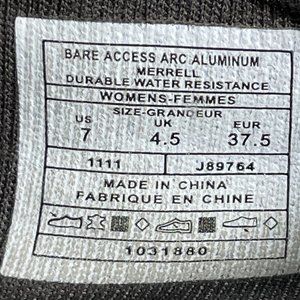 BARE ACCESS ARC ALUMINUM
MERRELL
DURABLE WATER RESISTANCE
WOMENS-FEMMES
SIZE-GRANDEUR
US UK EUR
7 4.5 37.5
1111 J89764
MADE IN CHINA
FABRIQUE EN CHINE
1031880